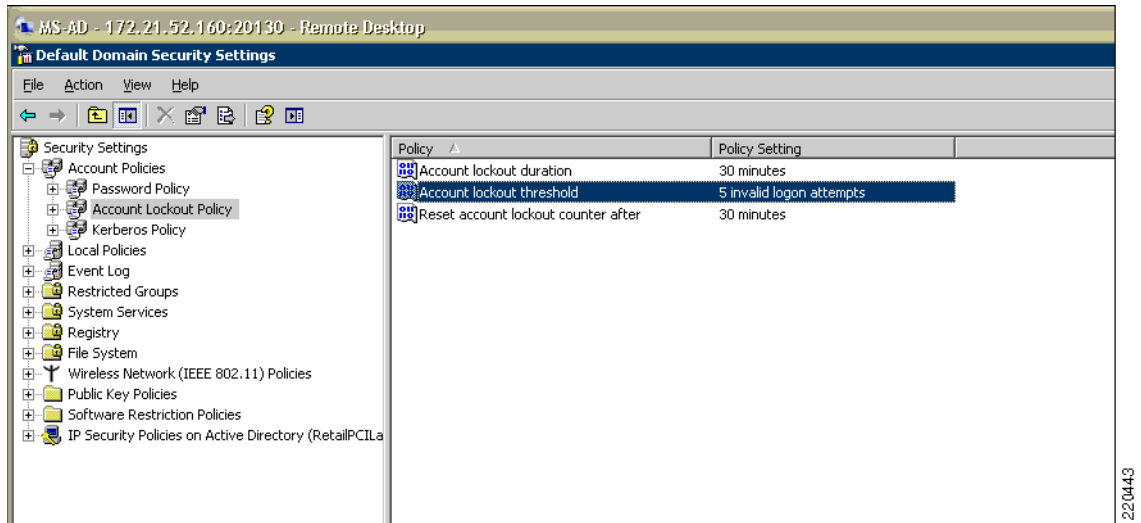 MS-AD - 172.21.52.160:20130 - Remote Desktop
Default Domain Security Settings
File Action View Help
Security Settings
Account Policies
Password Policy
Account Lockout Policy
Kerberos Policy
Local Policies
Event Log
Restricted Groups
System Services
Registry
File System
Wireless Network (IEEE 802.11) Policies
Public Key Policies
Software Restriction Policies
IP Security Policies on Active Directory (RetailPCILa
Policy Policy Setting
Account lockout duration 30 minutes
Account lockout threshold 5 invalid logon attempts
Reset account lockout counter after 30 minutes
220443